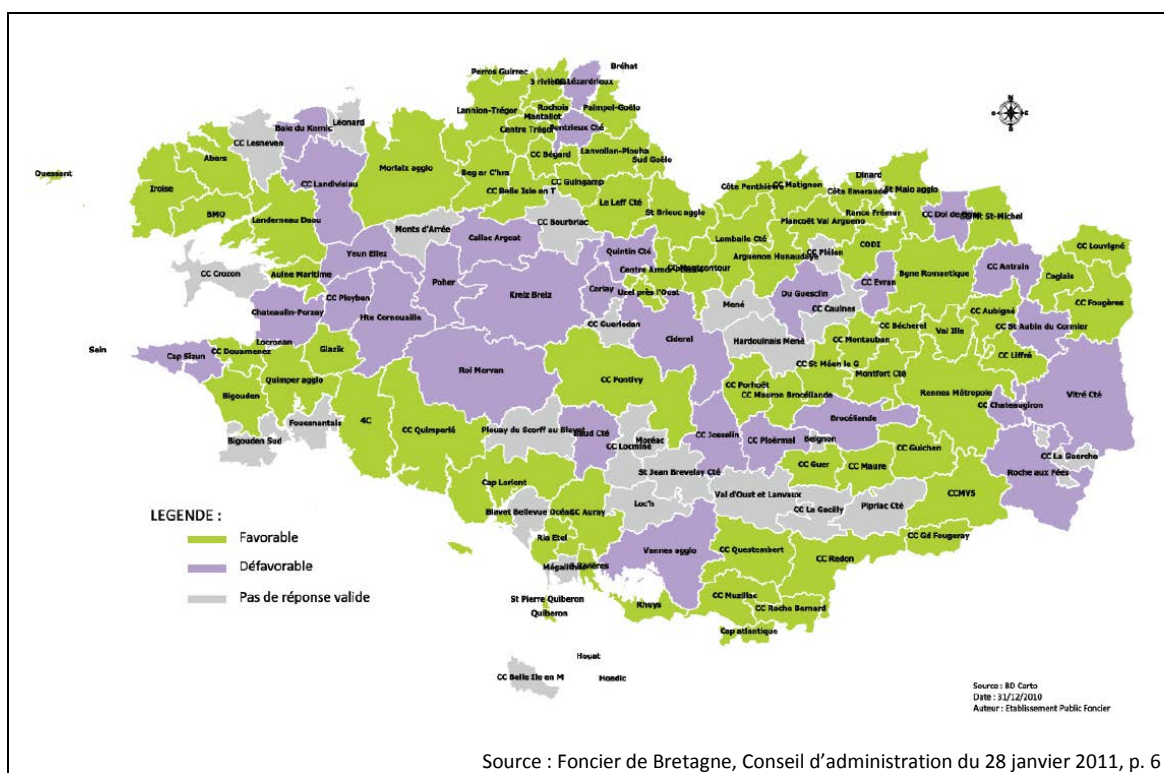 Bréhat
Perros Guirrec
Lézardrieux
Rochois
Paimpol-Goëlo
Lannion-Trégor
Mantallot
Centre Trégor
Pontrieux Cté
Léonard
Baie du Kernic
CC Lesneven
Abers
Morlaix agglo
CC Bégard
Lanvollon-Plouha
Sud Goëlo
Ouessant
CC Landivisiau
Beg ar C'hra
CC Guingamp
CC Belle Isle en T
Iroise
BMO
Landerneau Daou
Le Leff Cté
St Brieuc agglo
Côte Penthièvre
CC Matignon
Dinard
Côte Emeraude
St Malo agglo
Rance Frémur
Plancoët Val Argueno
Monts d'Arrée
CC Bourbriac
Callac Argoat
Lamballe Cté
CODI
CC Louvigné
Yeun Ellez
Quintin Cté
Arguenon Hunaudaye
CC Plélan
Bgne Romantique
CC Antrain
Coglais
CC Crozon
Aulne Maritime
Poher
CC Evran
CC Fougères
CC Pleyben
Kreiz Breiz
Corlay
Uzel près l'Oust
Mené
Du Guesclin
CC Caulnes
CC Aubigné
Chateaulin-Porzay
Hte Cornouaille
CC Guerledan
CC Bécherel
Val Ille
CC St Aubin du Cormier
Locronan
Glazik
Cideral
Hardouinais Mené
CC Montauban
CC Liffré
Sein
Cap Sizun
CC Douarnenez
CC St Méen le G
Montfort Cté
Quimper agglo
Roi Morvan
CC Pontivy
CC Porhoët
CC Mauron Brocéliande
Rennes Métropole
Vitré Cté
Bigouden
CC Chateaugiron
Fouesnantais
4C
CC Quimperlé
Plouay du Scorff au Blavet
Baud Cté
Moréac
CC Locminé
CC Josselin
CC Ploërmel
Brocéliande
Beignon
Bigouden Sud
CC Guichen
CC La Guerche
St Jean Brevelay Cté
CC Guer
CC Maure
Roche aux Fées
Cap Lorient
Val d'Oust et Lanvaux
CCMVS
Loc'h
CC La Gacilly
Pipriac Cté
Blavet Bellevue Océan
CC Auray
CC Gd Fougeray
Ria Etel
Vannes agglo
CC Questembert
CC Redon
St Pierre Quiberon
Quiberon
Rhuys
CC Muzillac
CC Roche Bernard
Cap atlantique
Houat
CC Belle Ile en M
Hoedic
LEGENDE :
Favorable
Défavorable
Pas de réponse valide
Source : BD Carto
Date : 31/12/2010
Auteur : Etablissement Public Foncier
Source : Foncier de Bretagne, Conseil d'administration du 28 janvier 2011, p. 6